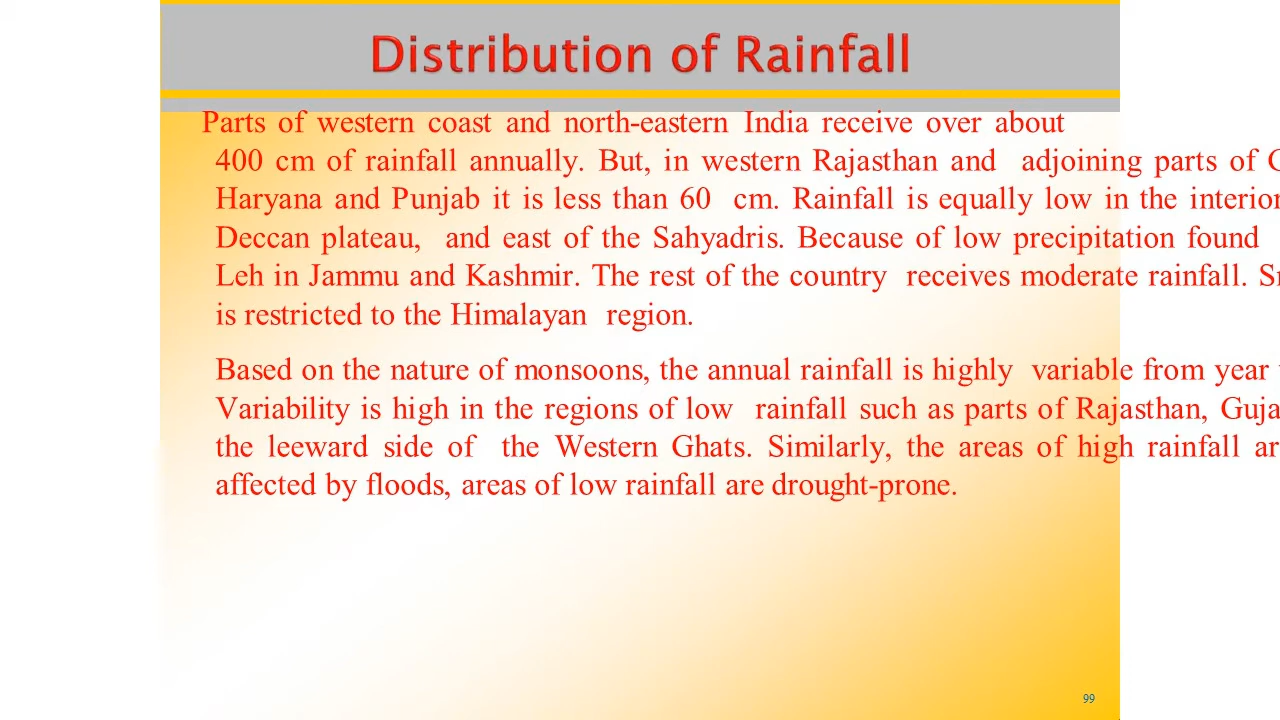 Distribution of Rainfall
Parts of western coast and north-eastern India receive over about
400 cm of rainfall annually. But, in western Rajasthan and adjoining parts of
Haryana and Punjab it is less than 60 cm. Rainfall is equally low in the interior
Deccan plateau, and east of the Sahyadris. Because of low precipitation found
Leh in Jammu and Kashmir. The rest of the country receives moderate rainfall.
is restricted to the Himalayan region.
Based on the nature of monsoons, the annual rainfall is highly variable from year
Variability is high in the regions of low rainfall such as parts of Rajasthan,
the leeward side of the Western Ghats. Similarly, the areas of high rainfall
affected by floods, areas of low rainfall are drought-prone.
99